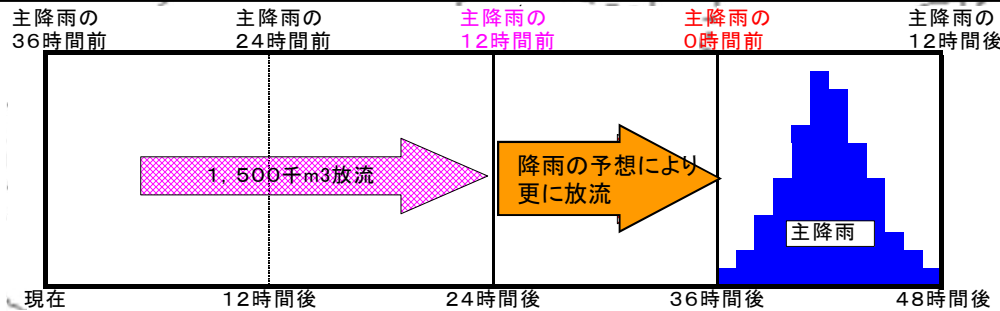 主降雨の
36時間前
主降雨の
24時間前
主降雨の
12時間前
主降雨の
0時間前
主降雨の
12時間後
1,500千m3放流
降雨の予想により
更に放流
主降雨
現在
12時間後
24時間後
36時間後
48時間後